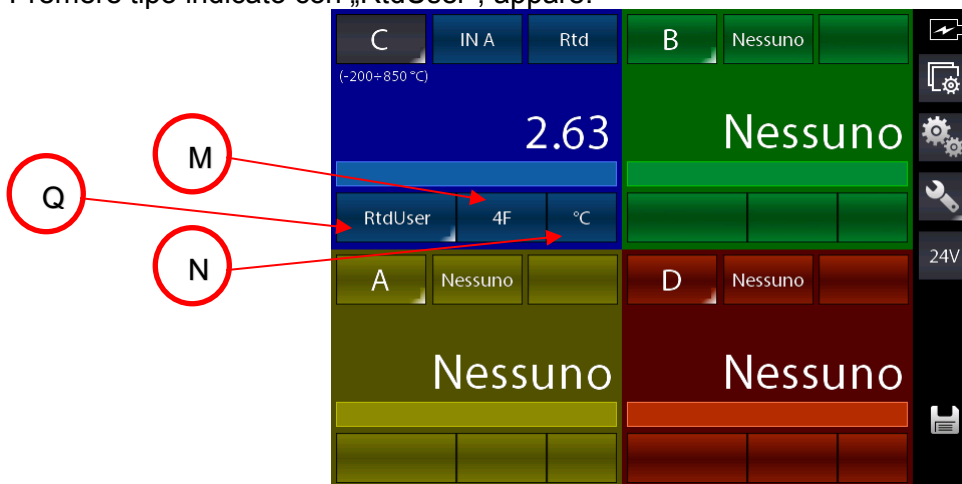 Premere tipo indicato con „RtdUser", appare:
C IN A Rtd
(-200÷850 °C)
2.63
RtdUser 4F °C
B Nessuno
Nessuno
M
Q
N
A Nessuno
Nessuno
D Nessuno
Nessuno
24V